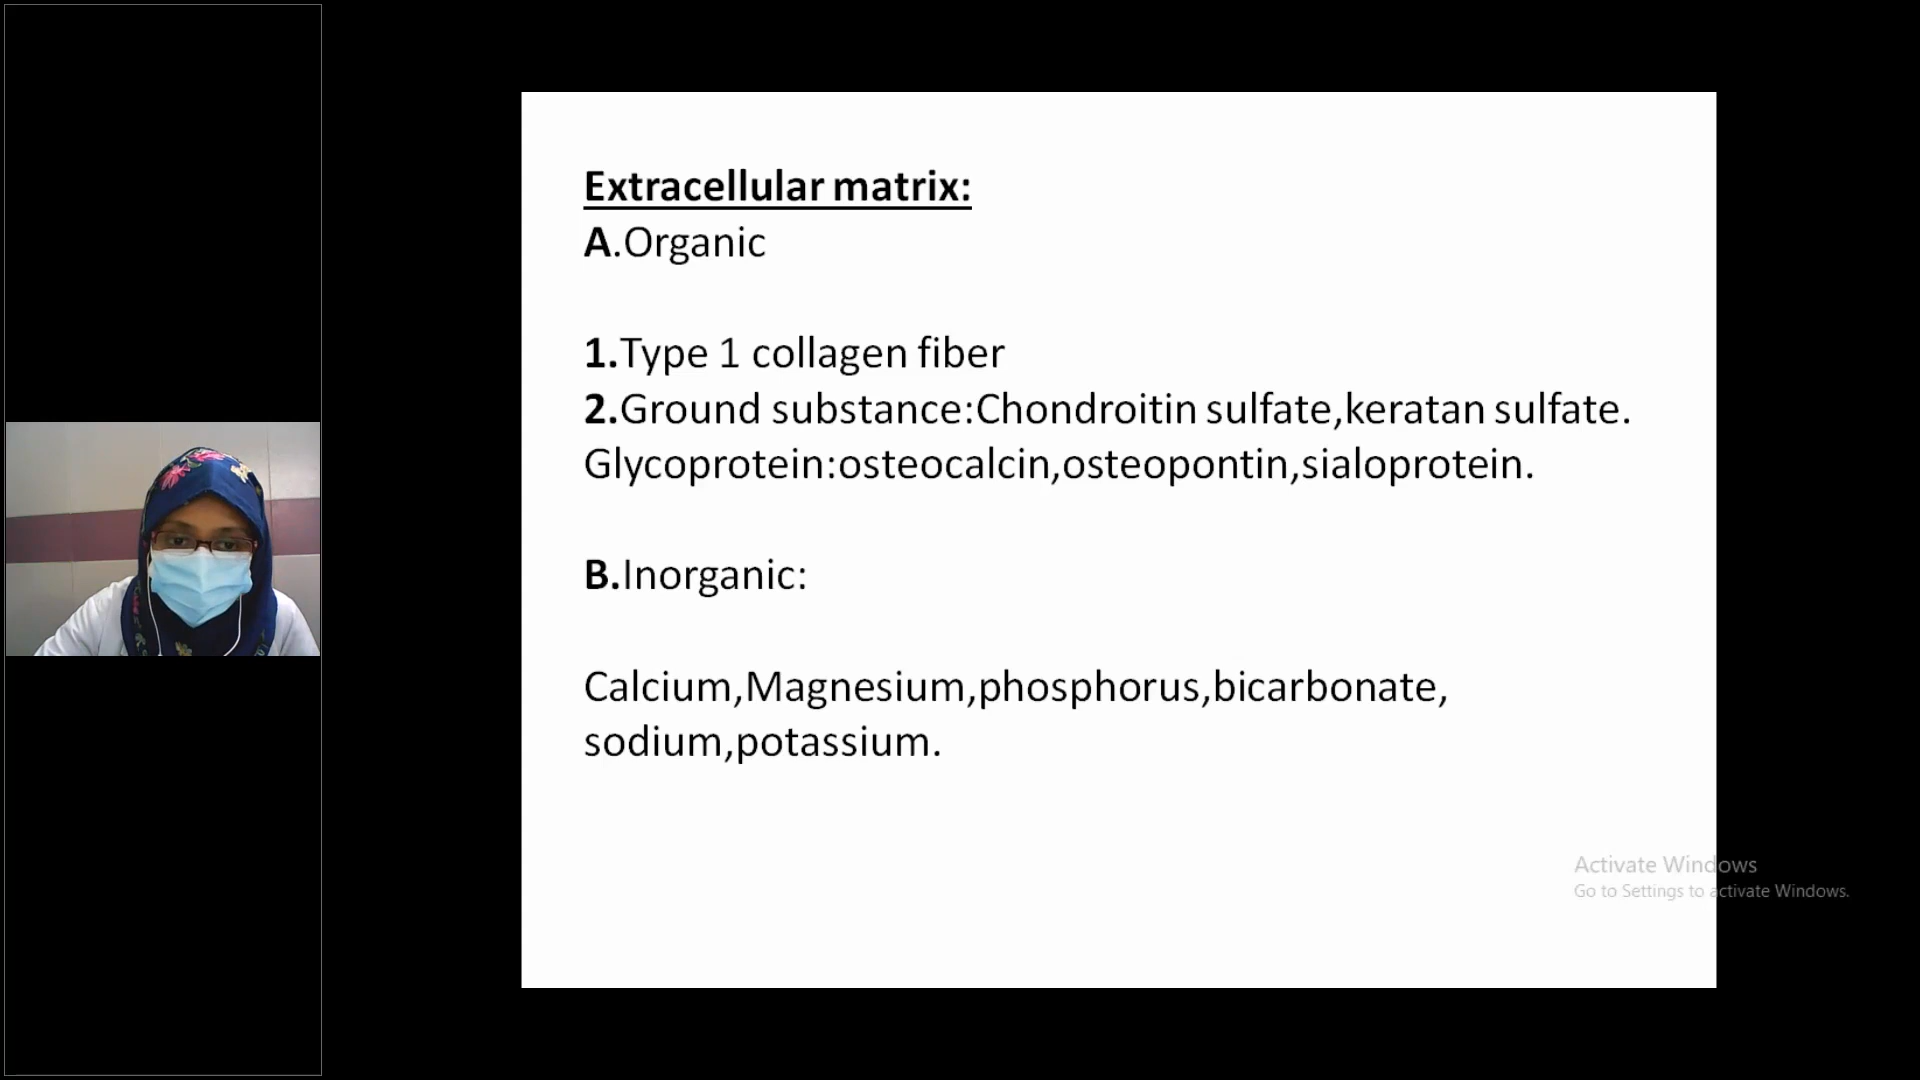 Extracellular matrix:
A.Organic
1.Type 1 collagen fiber
2.Ground substance:Chondroitin sulfate,keratan sulfate.
Glycoprotein:osteocalcin,osteopontin,sialoprotein.
B.Inorganic:
Calcium,Magnesium,phosphorus,bicarbonate,
sodium,potassium.
Activate Windows
Go to Settings to activate Windows.